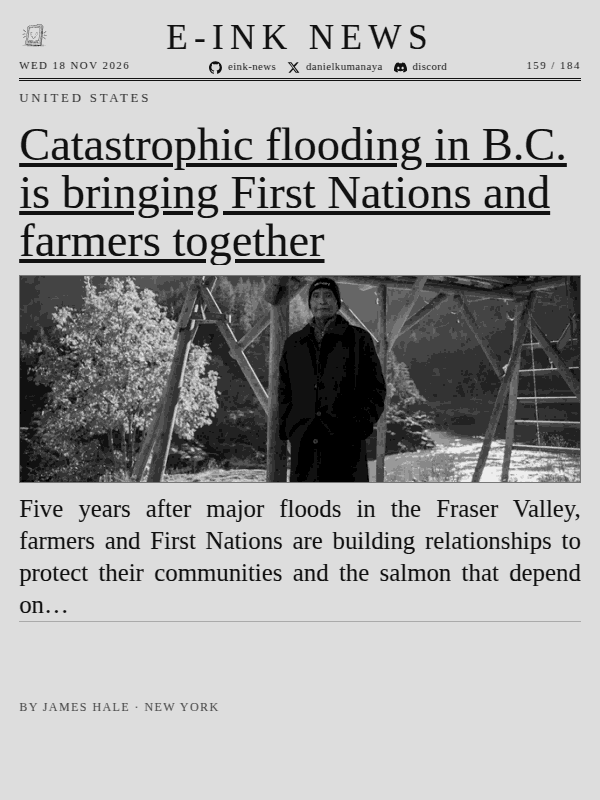 E-INK NEWS
WED 18 NOV 2026
eink-news danielkumanaya discord
159 / 184
UNITED STATES
Catastrophic flooding in B.C.
is bringing First Nations and
farmers together
Five years after major floods in the Fraser Valley,
farmers and First Nations are building relationships to
protect their communities and the salmon that depend
on…
BY JAMES HALE · NEW YORK